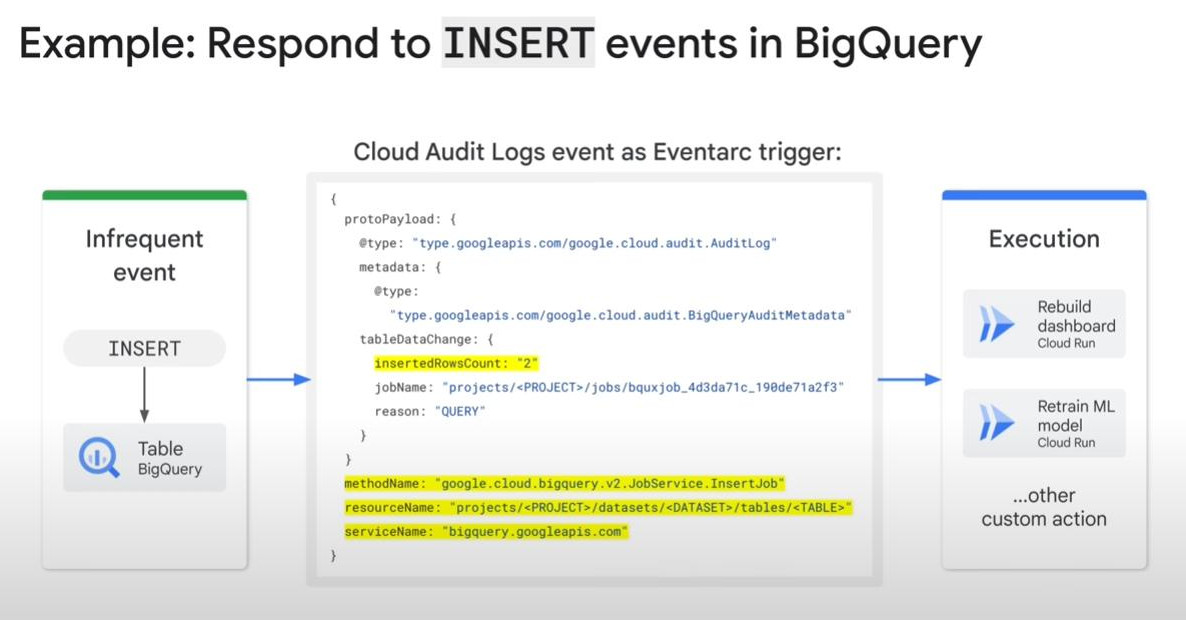 Example: Respond to INSERT events in BigQuery
Cloud Audit Logs event as Eventarc trigger:
Infrequent
event
INSERT
Table
BigQuery
{
protoPayload: {
@type: "type.googleapis.com/google.cloud.audit.AuditLog"
metadata: {
@type:
"type.googleapis.com/google.cloud.audit.BigQueryAuditMetadata"
tableDataChange: {
insertedRowsCount: "2"
jobName: "projects/<PROJECT>/jobs/bquxjob_4d3da71c_190de71a2f3"
reason: "QUERY"
}
}
methodName: "google.cloud.bigquery.v2.JobService.InsertJob"
resourceName: "projects/<PROJECT>/datasets/<DATASET>/tables/<TABLE>"
serviceName: "bigquery.googleapis.com"
}
Execution
Rebuild
dashboard
Cloud Run
Retrain ML
model
Cloud Run
...other
custom action